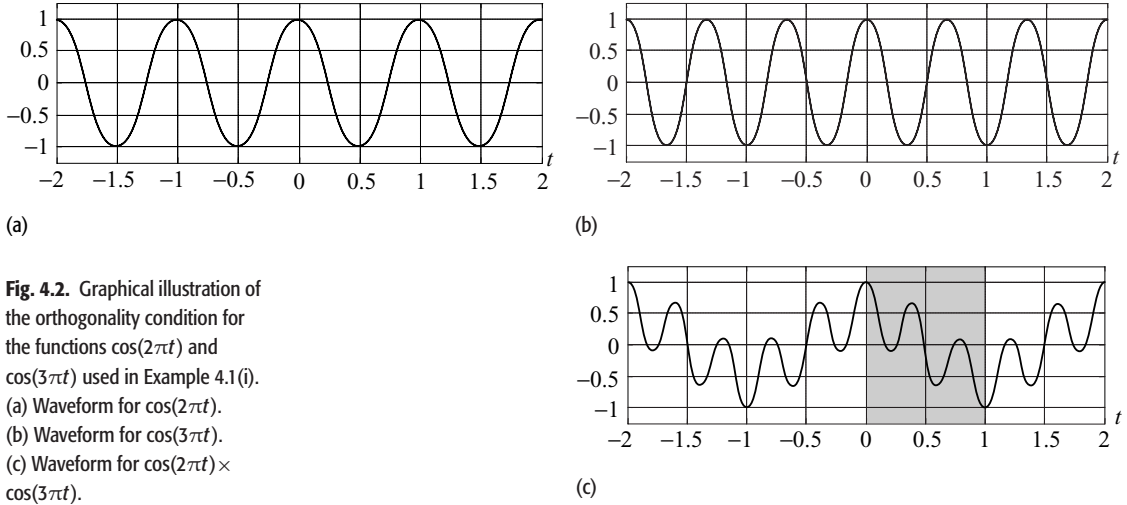 1
0.5
0
−0.5
−1
−2 −1.5 −1 −0.5 0 0.5 1 1.5 2
t
(a)
1
0.5
0
−0.5
−1
−2 −1.5 −1 −0.5 0 0.5 1 1.5 2
t
(b)
Fig. 4.2. Graphical illustration of
the orthogonality condition for
the functions cos(2πt) and
cos(3πt) used in Example 4.1(i).
(a) Waveform for cos(2πt).
(b) Waveform for cos(3πt).
(c) Waveform for cos(2πt) ×
cos(3πt).
1
0.5
0
−0.5
−1
−2 −1.5 −1 −0.5 0 0.5 1 1.5 2
t
(c)